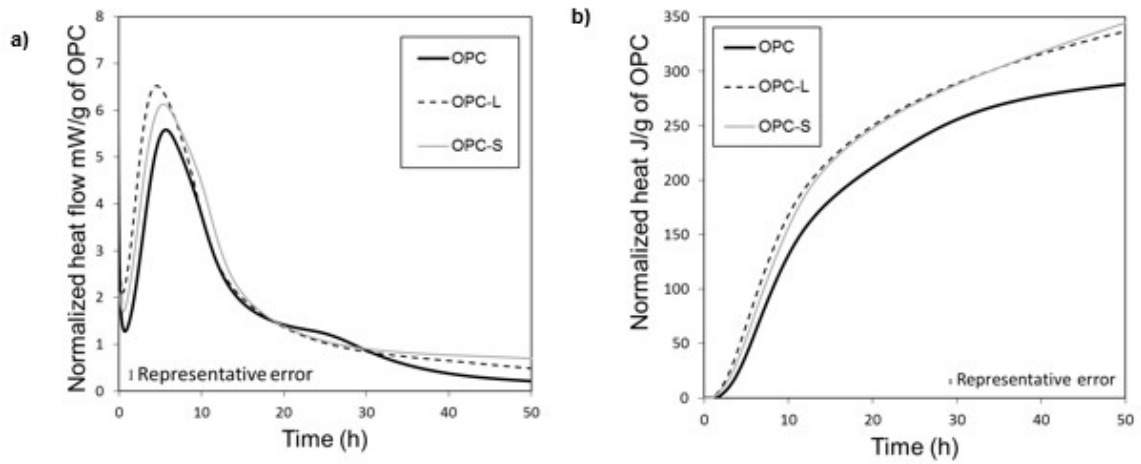 a)
Normalized heat flow mW/g of OPC
8
7
6
5
4
3
2
1
0
OPC
OPC-L
OPC-S
I Representative error
0 10 20 30 40 50
Time (h)
b)
Normalized heat J/g of OPC
350
300
250
200
150
100
50
0
OPC
OPC-L
OPC-S
Representative error
0 10 20 30 40 50
Time (h)